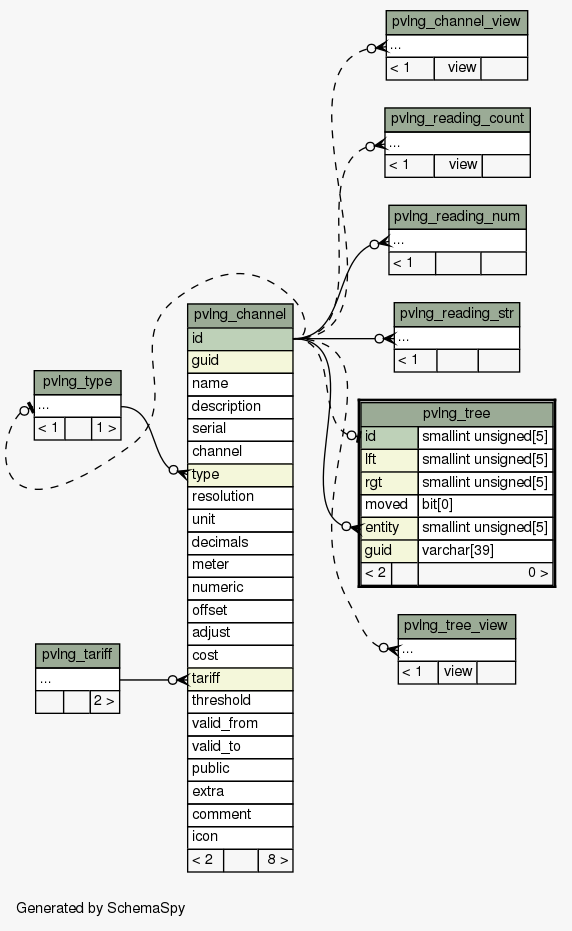 pvlng_channel_view
...
< 1 view
pvlng_reading_count
...
< 1 view
pvlng_reading_num
...
< 1
pvlng_reading_str
...
< 1
pvlng_channel
id
guid
name
description
serial
channel
type
resolution
unit
decimals
meter
numeric
offset
adjust
cost
tariff
threshold
valid_from
valid_to
public
extra
comment
icon
< 2 8 >
pvlng_type
...
< 1 1 >
pvlng_tree
id smallint unsigned[5]
lft smallint unsigned[5]
rgt smallint unsigned[5]
moved bit[0]
entity smallint unsigned[5]
guid varchar[39]
< 2 0 >
pvlng_tree_view
...
< 1 view
pvlng_tariff
...
2 >
Generated by SchemaSpy